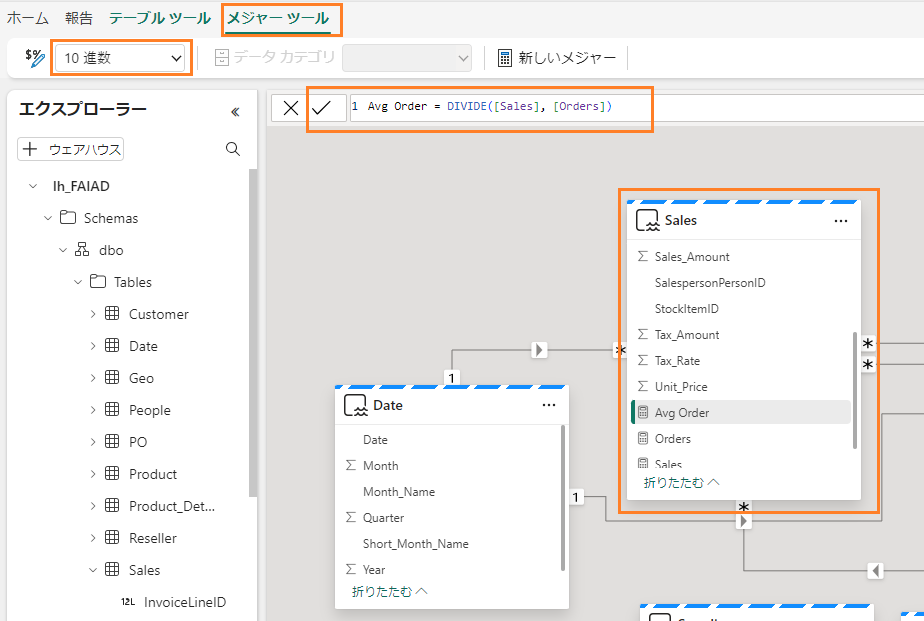 ホーム 報告 テーブル ツール メジャー ツール
$% 10 進数 データ カテゴリ 新しいメジャー
エクスプローラー «
1 Avg Order = DIVIDE([Sales], [Orders])
+ ウェアハウス
lh_FAIAD
Schemas
dbo
Tables
Customer
Date
Geo
People
PO
Product
Product_Det...
Reseller
Sales
12L InvoiceLineID
Sales ...
Σ Sales_Amount
SalespersonPersonID
StockItemID
Σ Tax_Amount
Σ Tax_Rate
Σ Unit_Price
Avg Order
Orders
Sales
折りたたむ
* * *
1
Date ...
Date
Σ Month
Month_Name
Σ Quarter
Short_Month_Name
Σ Year
折りたたむ
1
*